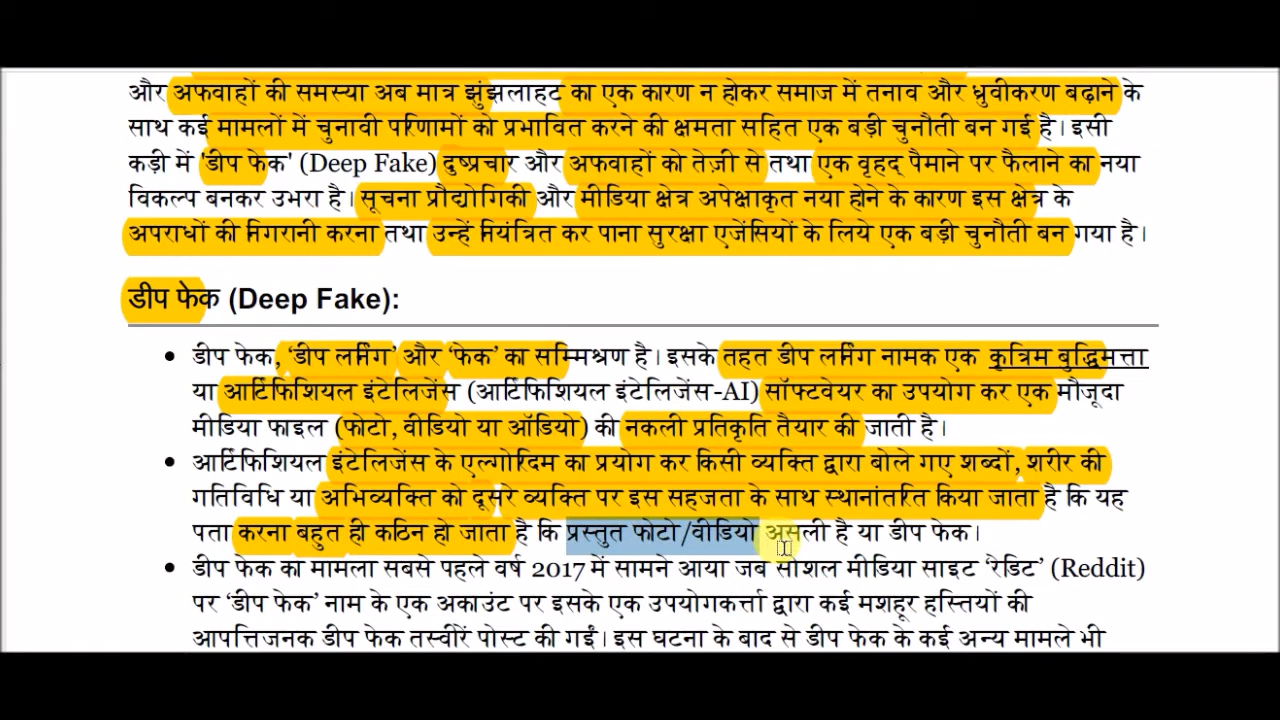 और अफवाहों की समस्या अब मात्र झुंझलाहट का एक कारण न होकर समाज में तनाव और ध्रुवीकरण बढ़ाने के
साथ कई मामलों में चुनावी परिणामों को प्रभावित करने की क्षमता सहित एक बड़ी चुनौती बन गई है। इसी
कड़ी में 'डीप फेक' (Deep Fake) दुष्प्रचार और अफवाहों को तेज़ी से तथा एक वृहद् पैमाने पर फैलाने का नया
विकल्प बनकर उभरा है। सूचना प्रौद्योगिकी और मीडिया क्षेत्र अपेक्षाकृत नया होने के कारण इस क्षेत्र के
अपराधों की निगरानी करना तथा उन्हें नियंत्रित कर पाना सुरक्षा एजेंसियों के लिये एक बड़ी चुनौती बन गया है।
डीप फेक (Deep Fake):
• डीप फेक, ‘डीप लर्निंग’ और ‘फेक’ का सम्मिश्रण है। इसके तहत डीप लर्निंग नामक एक कृत्रिम बुद्धिमत्ता
या आर्टिफिशियल इंटेलिजेंस (आर्टिफिशियल इंटेलिजेंस-AI) सॉफ्टवेयर का उपयोग कर एक मौजूदा
मीडिया फाइल (फोटो, वीडियो या ऑडियो) की नकली प्रतिकृति तैयार की जाती है।
• आर्टिफिशियल इंटेलिजेंस के एल्गोरिदम का प्रयोग कर किसी व्यक्ति द्वारा बोले गए शब्दों, शरीर की
गतिविधि या अभिव्यक्ति को दूसरे व्यक्ति पर इस सहजता के साथ स्थानांतरित किया जाता है कि यह
पता करना बहुत ही कठिन हो जाता है कि प्रस्तुत फोटो/वीडियो असली है या डीप फेक।
• डीप फेक का मामला सबसे पहले वर्ष 2017 में सामने आया जब सोशल मीडिया साइट ‘रेडिट’ (Reddit)
पर ‘डीप फेक’ नाम के एक अकाउंट पर इसके एक उपयोगकर्त्ता द्वारा कई मशहूर हस्तियों की
आपत्तिजनक डीप फेक तस्वीरें पोस्ट की गईं। इस घटना के बाद से डीप फेक के कई अन्य मामले भी